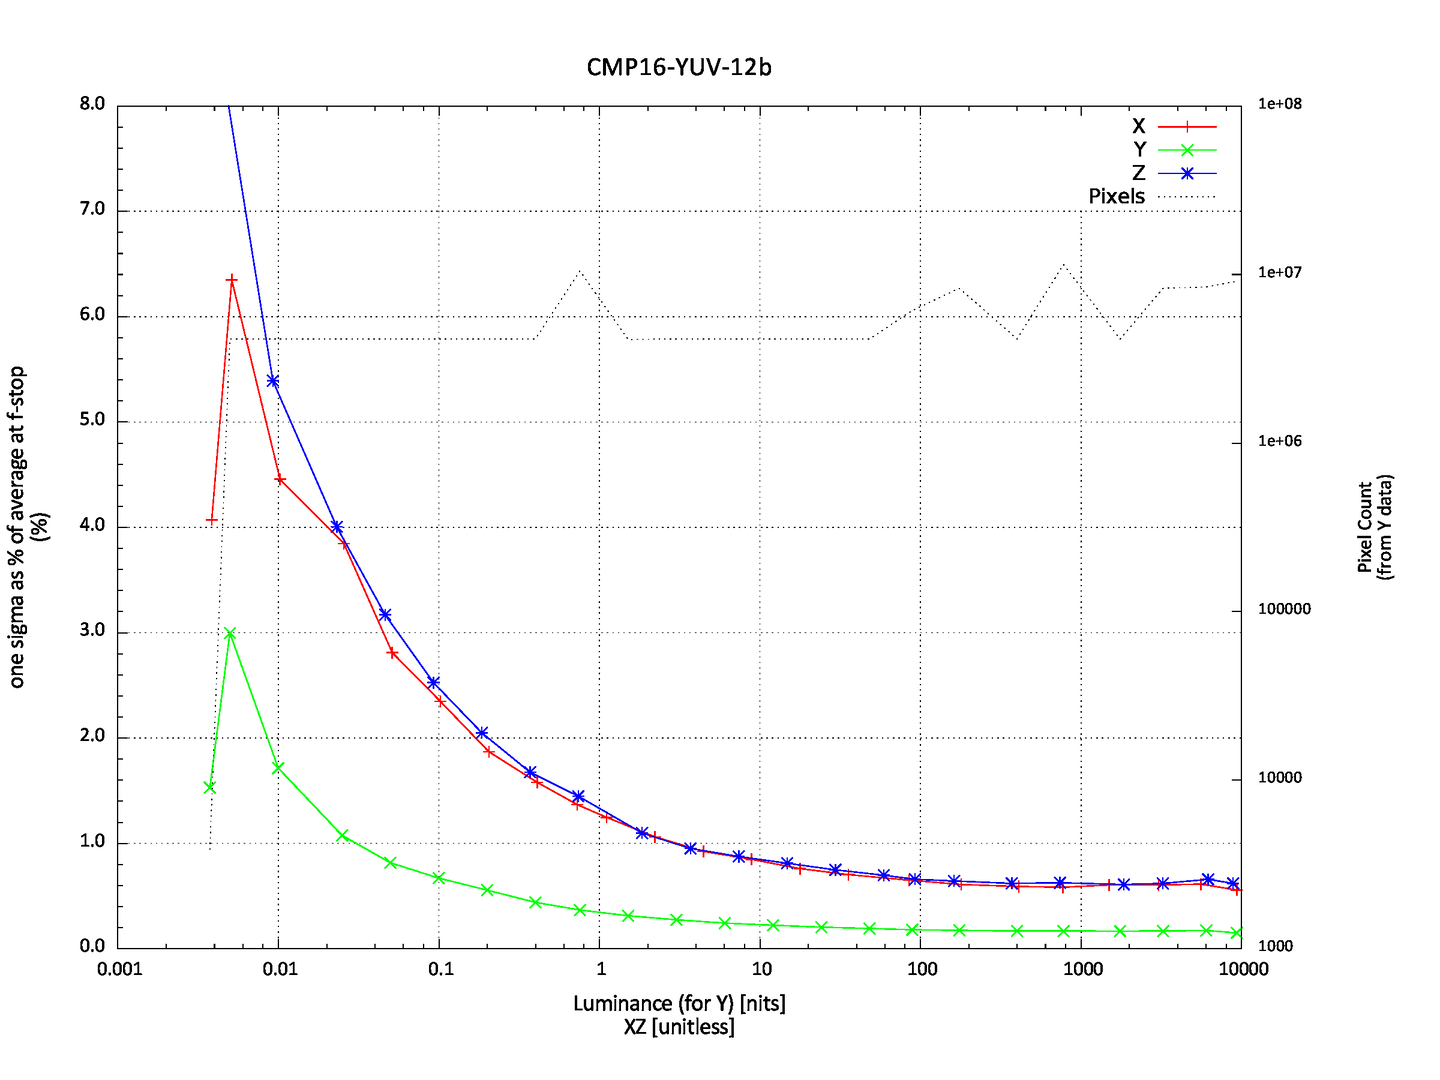 CMP16-YUV-12b
8.0
7.0
6.0
5.0
4.0
3.0
2.0
1.0
0.0
one sigma as % of average at f-stop
(%)
X
Y
Z
Pixels
1e+08
1e+07
1e+06
100000
10000
1000
Pixel Count
(from Y data)
0.001 0.01 0.1 1 10 100 1000 10000
Luminance (for Y) [nits]
XZ [unitless]